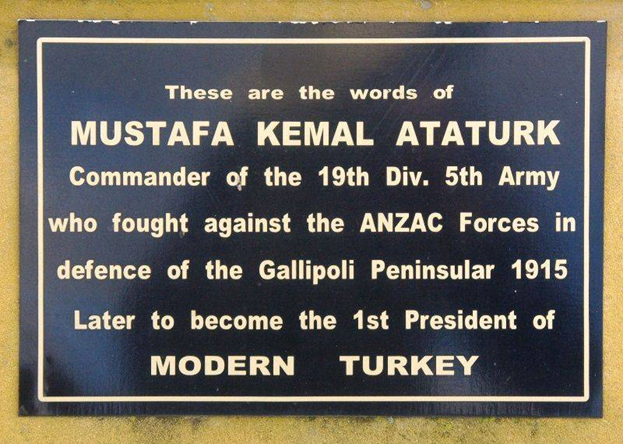 These are the words of
MUSTAFA KEMAL ATATURK
Commander of the 19th Div. 5th Army
who fought against the ANZAC Forces in
defence of the Gallipoli Peninsular 1915
Later to become the 1st President of
MODERN TURKEY